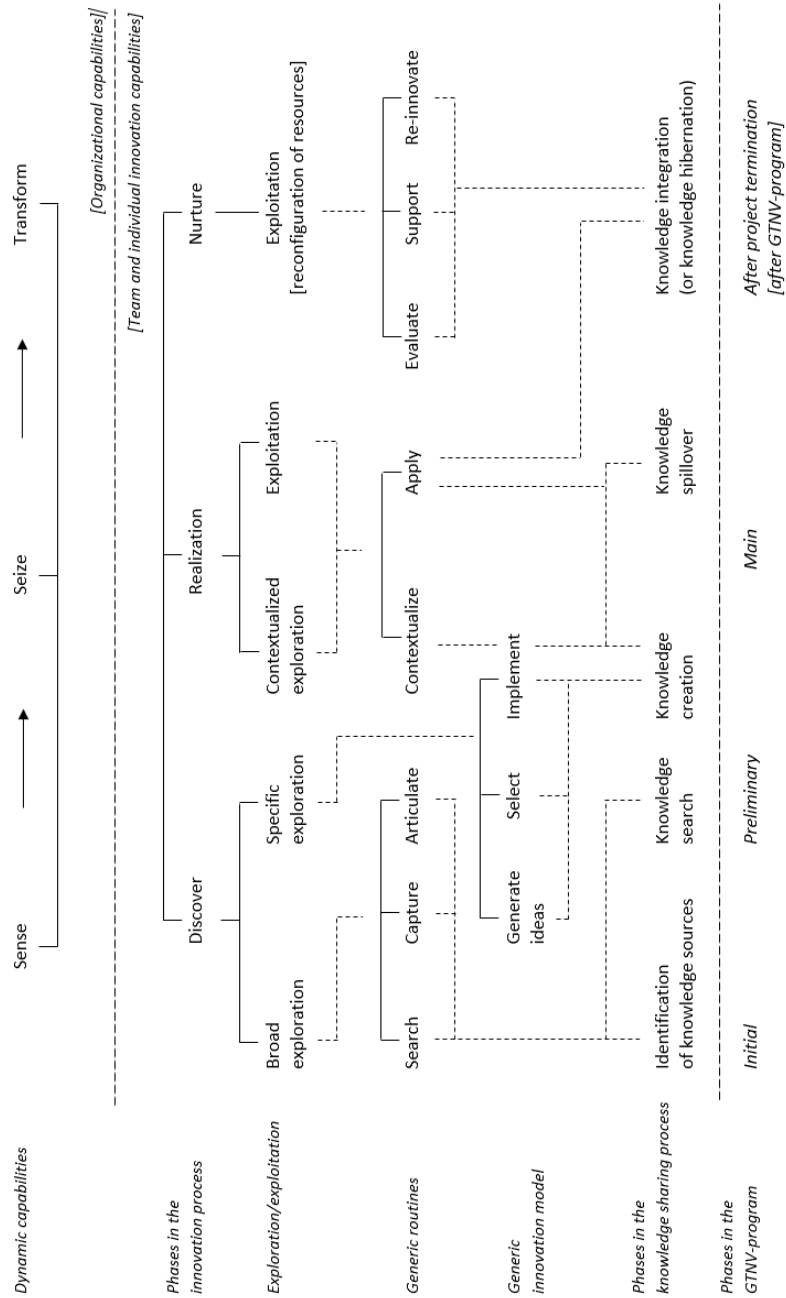 Dynamic capabilities
Sense
Seize
Transform
[Organizational capabilities]
[Team and individual innovation capabilities]
Phases in the
innovation process
Discover
Realization
Nurture
Exploration/exploitation
Broad
exploration
Specific
exploration
Contextualized
exploration
Exploitation
Exploitation
[reconfiguration of resources]
Generic routines
Search
Capture
Articulate
Contextualize
Apply
Evaluate
Support
Re-innovate
Generic
innovation model
Generate
ideas
Select
Implement
Phases in the
knowledge sharing process
Identification
of knowledge sources
Knowledge
search
Knowledge
creation
Knowledge
spillover
Knowledge integration
(or knowledge hibernation)
Phases in the
GTNV-program
Initial
Preliminary
Main
After project termination
[after GTNV-program]